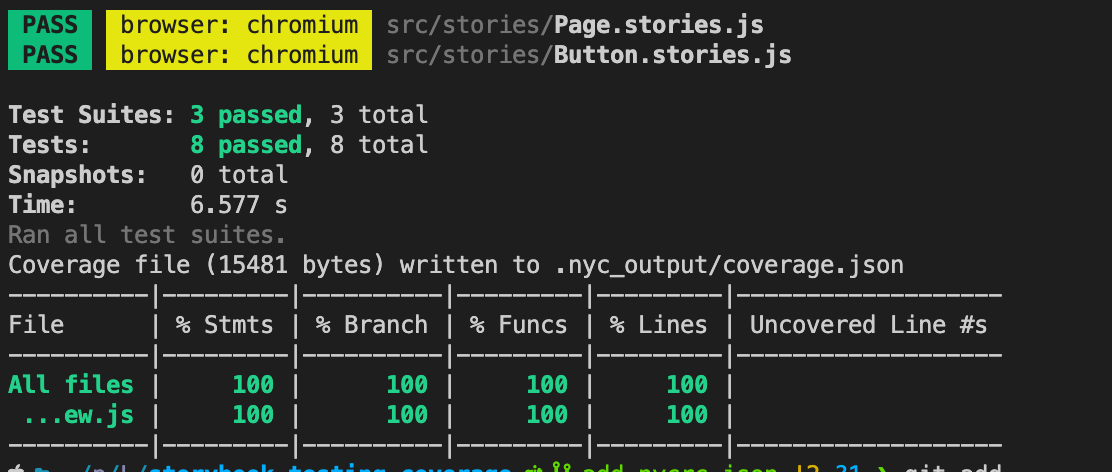 PASS browser: chromium src/stories/Page.stories.js
PASS browser: chromium src/stories/Button.stories.js
Test Suites: 3 passed, 3 total
Tests: 8 passed, 8 total
Snapshots: 0 total
Time: 6.577 s
Ran all test suites.
Coverage file (15481 bytes) written to .nyc_output/coverage.json
----------|---------|----------|---------|---------|-------------------
File | % Stmts | % Branch | % Funcs | % Lines | Uncovered Line #s
----------|---------|----------|---------|---------|-------------------
All files | 100 | 100 | 100 | 100 |
...ew.js | 100 | 100 | 100 | 100 |
----------|---------|----------|---------|---------|-------------------